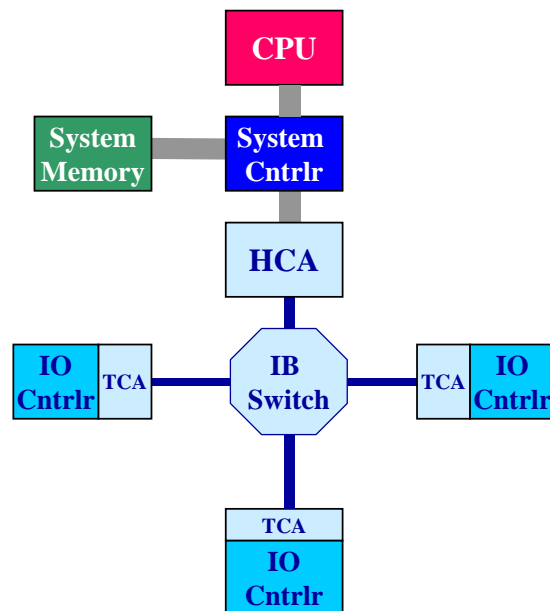 CPU
System
Memory
System
Cntrlr
HCA
IO
Cntrlr
TCA
IB
Switch
TCA
IO
Cntrlr
TCA
IO
Cntrlr